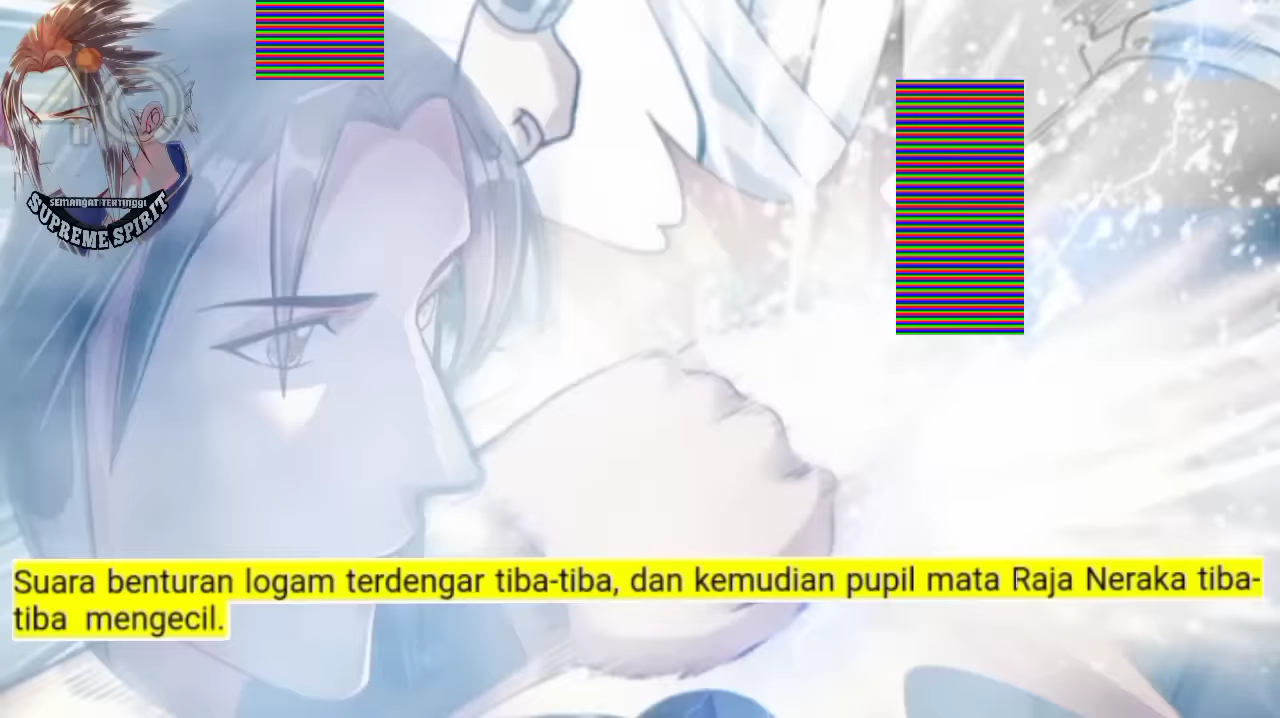 SEMANGAT TERTINGGI
SUPREME SPIRIT
Suara benturan logam terdengar tiba-tiba, dan kemudian pupil mata Raja Neraka tiba-
tiba mengecil.